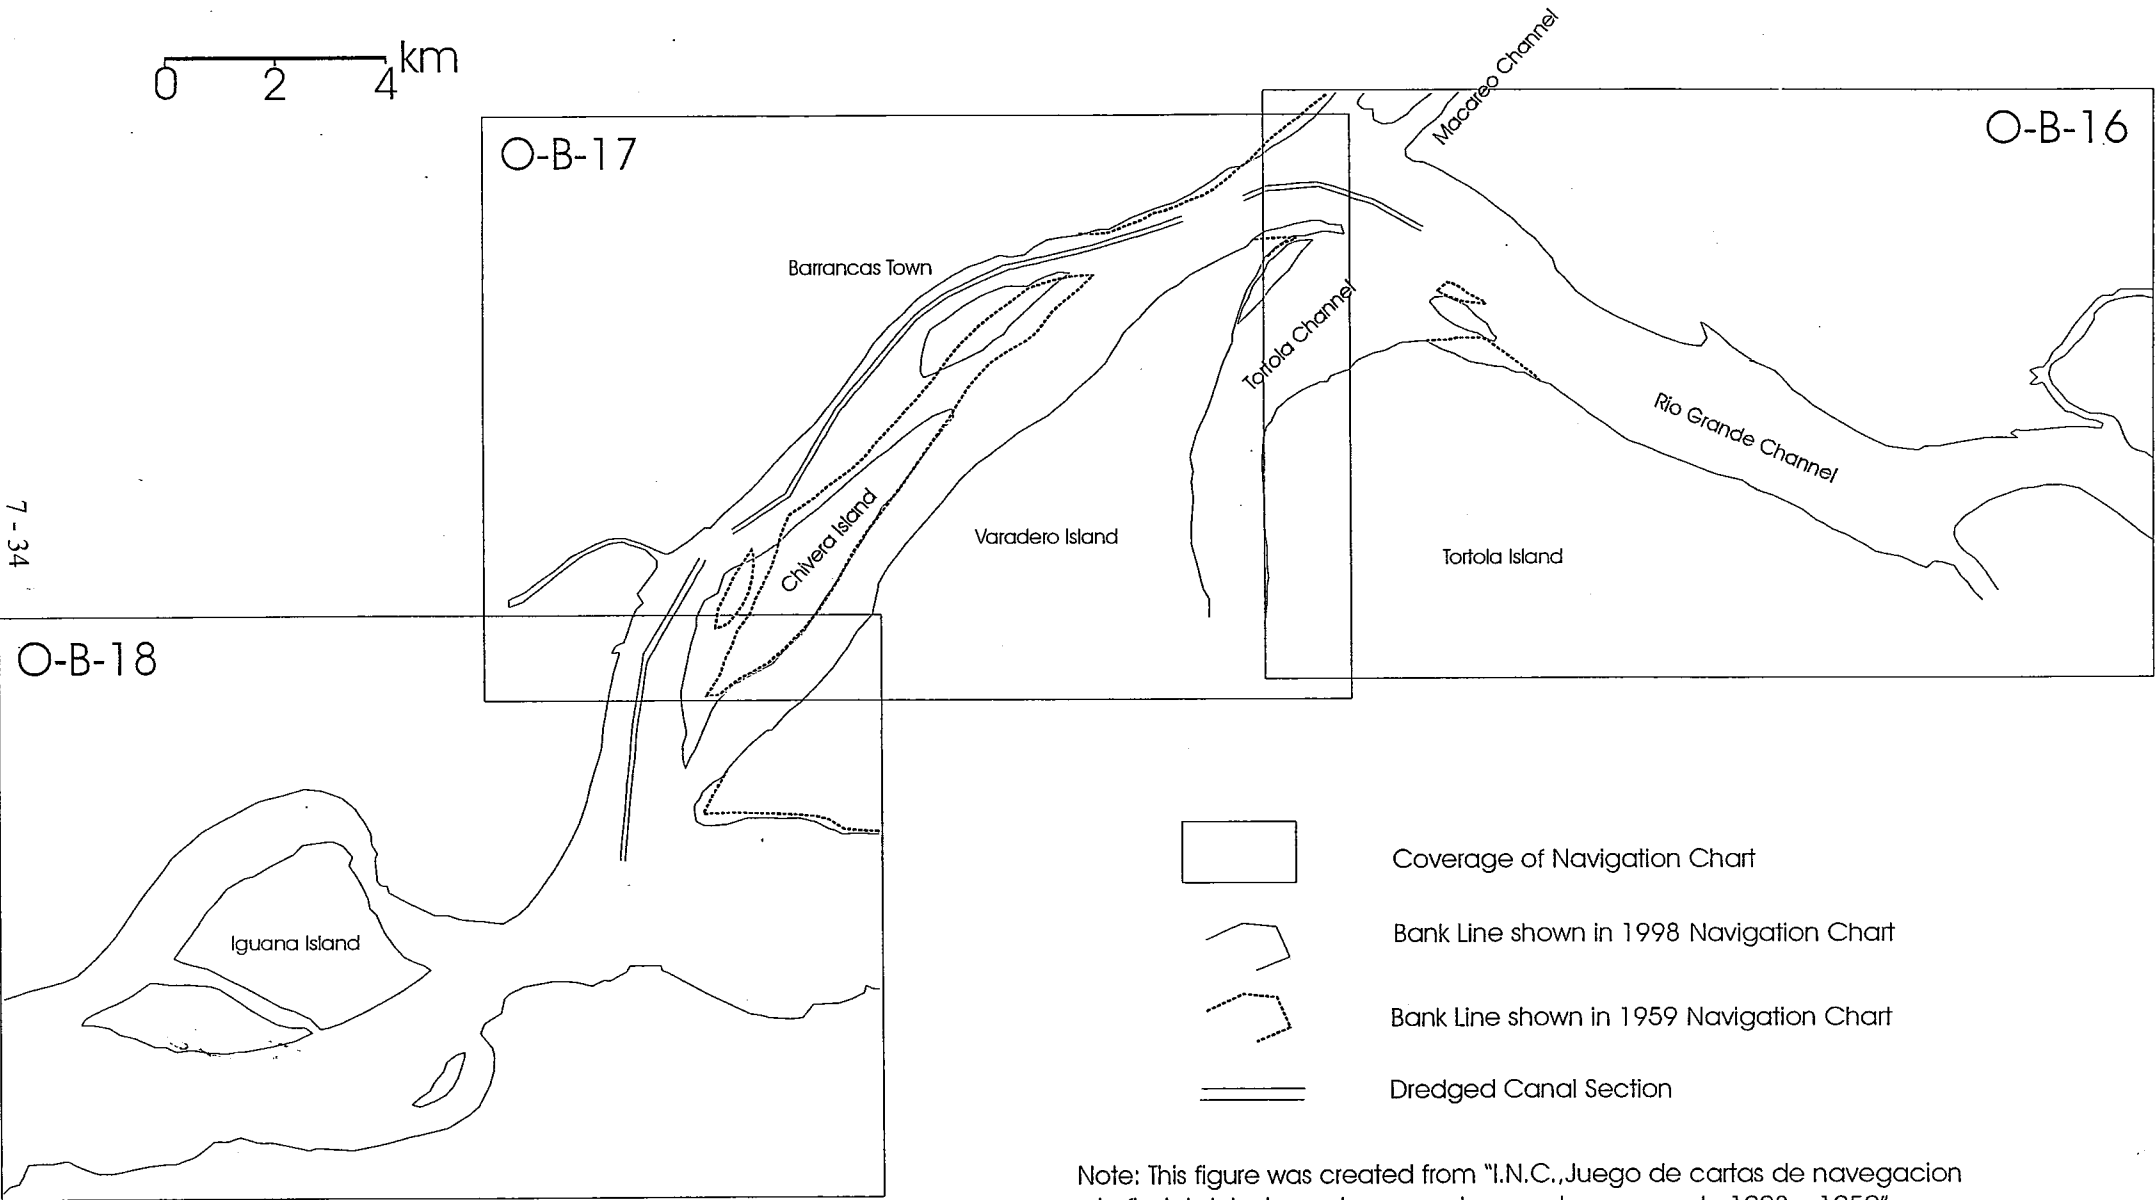 km
0 2 4
Macareo Channel
O-B-17
O-B-16
Barrancas Town
Tortola Channel
Rio Grande Channel
Chivera Island
Varadero Island
Tortola Island
7 - 34
O-B-18
Iguana Island
Coverage of Navigation Chart
Bank Line shown in 1998 Navigation Chart
Bank Line shown in 1959 Navigation Chart
Dredged Canal Section
Note: This figure was created from "I.N.C.,Juego de cartas de navegacion